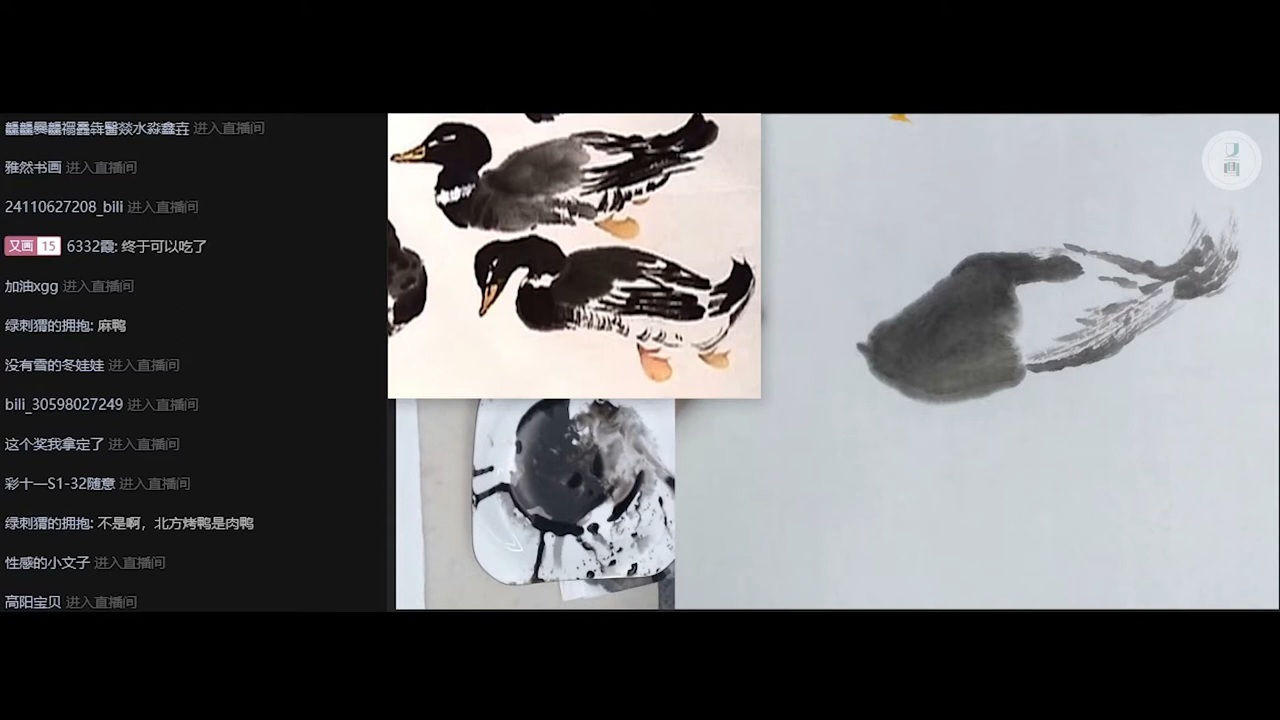 进入直播间
雅然书画 进入直播间
24110627208_bili 进入直播间
又画 15 6332霞: 终于可以吃了
加油xgg 进入直播间
绿刺猬的拥抱: 麻鸭
没有雪的冬娃娃 进入直播间
bili_30598027249 进入直播间
这个奖我拿定了 进入直播间
彩十一S1-32随意 进入直播间
绿刺猬的拥抱: 不是啊，北方烤鸭是肉鸭
性感的小文子 进入直播间
高阳宝贝 进入直播间
又画